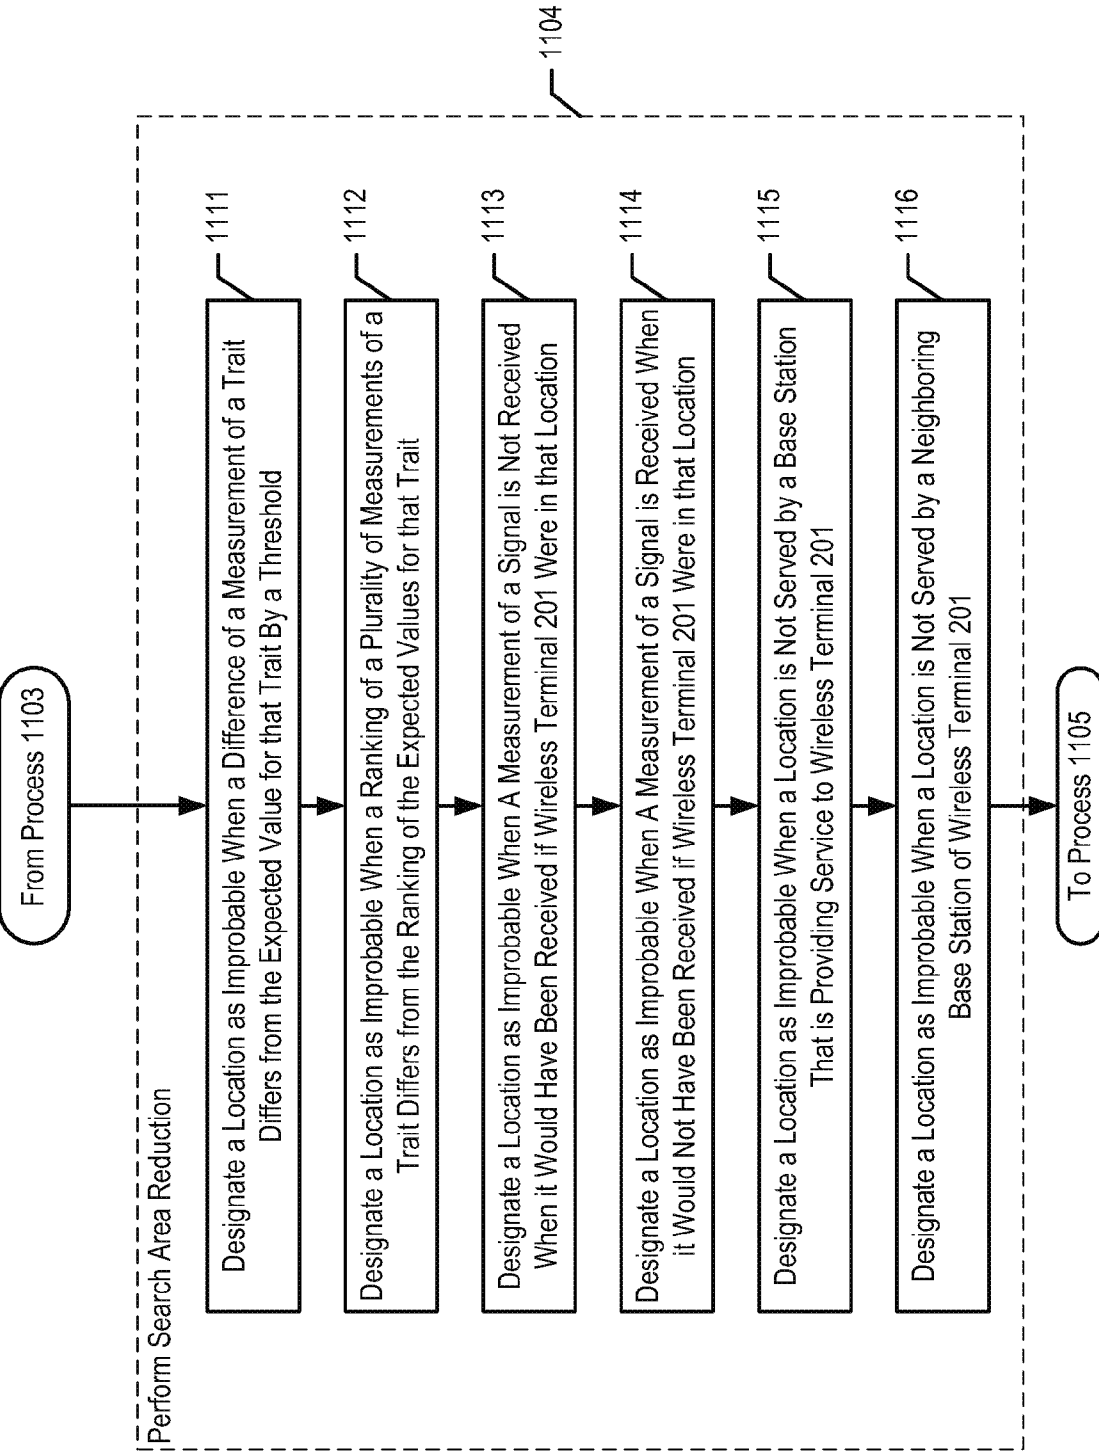 From Process 1103
Perform Search Area Reduction
1104
Designate a Location as Improbable When a Difference of a Measurement of a Trait
Differs from the Expected Value for that Trait By a Threshold
1111
Designate a Location as Improbable When a Ranking of a Plurality of Measurements of a
Trait Differs from the Ranking of the Expected Values for that Trait
1112
Designate a Location as Improbable When A Measurement of a Signal is Not Received
When it Would Have Been Received if Wireless Terminal 201 Were in that Location
1113
Designate a Location as Improbable When A Measurement of a Signal is Received When
it Would Not Have Been Received if Wireless Terminal 201 Were in that Location
1114
Designate a Location as Improbable When a Location is Not Served by a Base Station
That is Providing Service to Wireless Terminal 201
1115
Designate a Location as Improbable When a Location is Not Served by a Neighboring
Base Station of Wireless Terminal 201
1116
To Process 1105